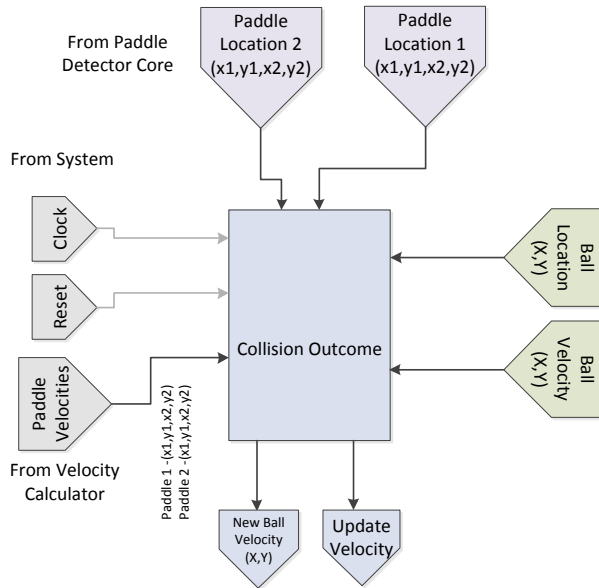 From Paddle
Detector Core
Paddle
Location 2
(x1,y1,x2,y2)
Paddle
Location 1
(x1,y1,x2,y2)
From System
Clock
Reset
Paddle
Velocities
From Velocity
Calculator
Paddle 1 -(x1,y1,x2,y2)
Paddle 2 -(x1,y1,x2,y2)
Collision Outcome
Ball
Location
(X,Y)
Ball
Velocity
(X,Y)
New Ball
Velocity
(X,Y)
Update
Velocity